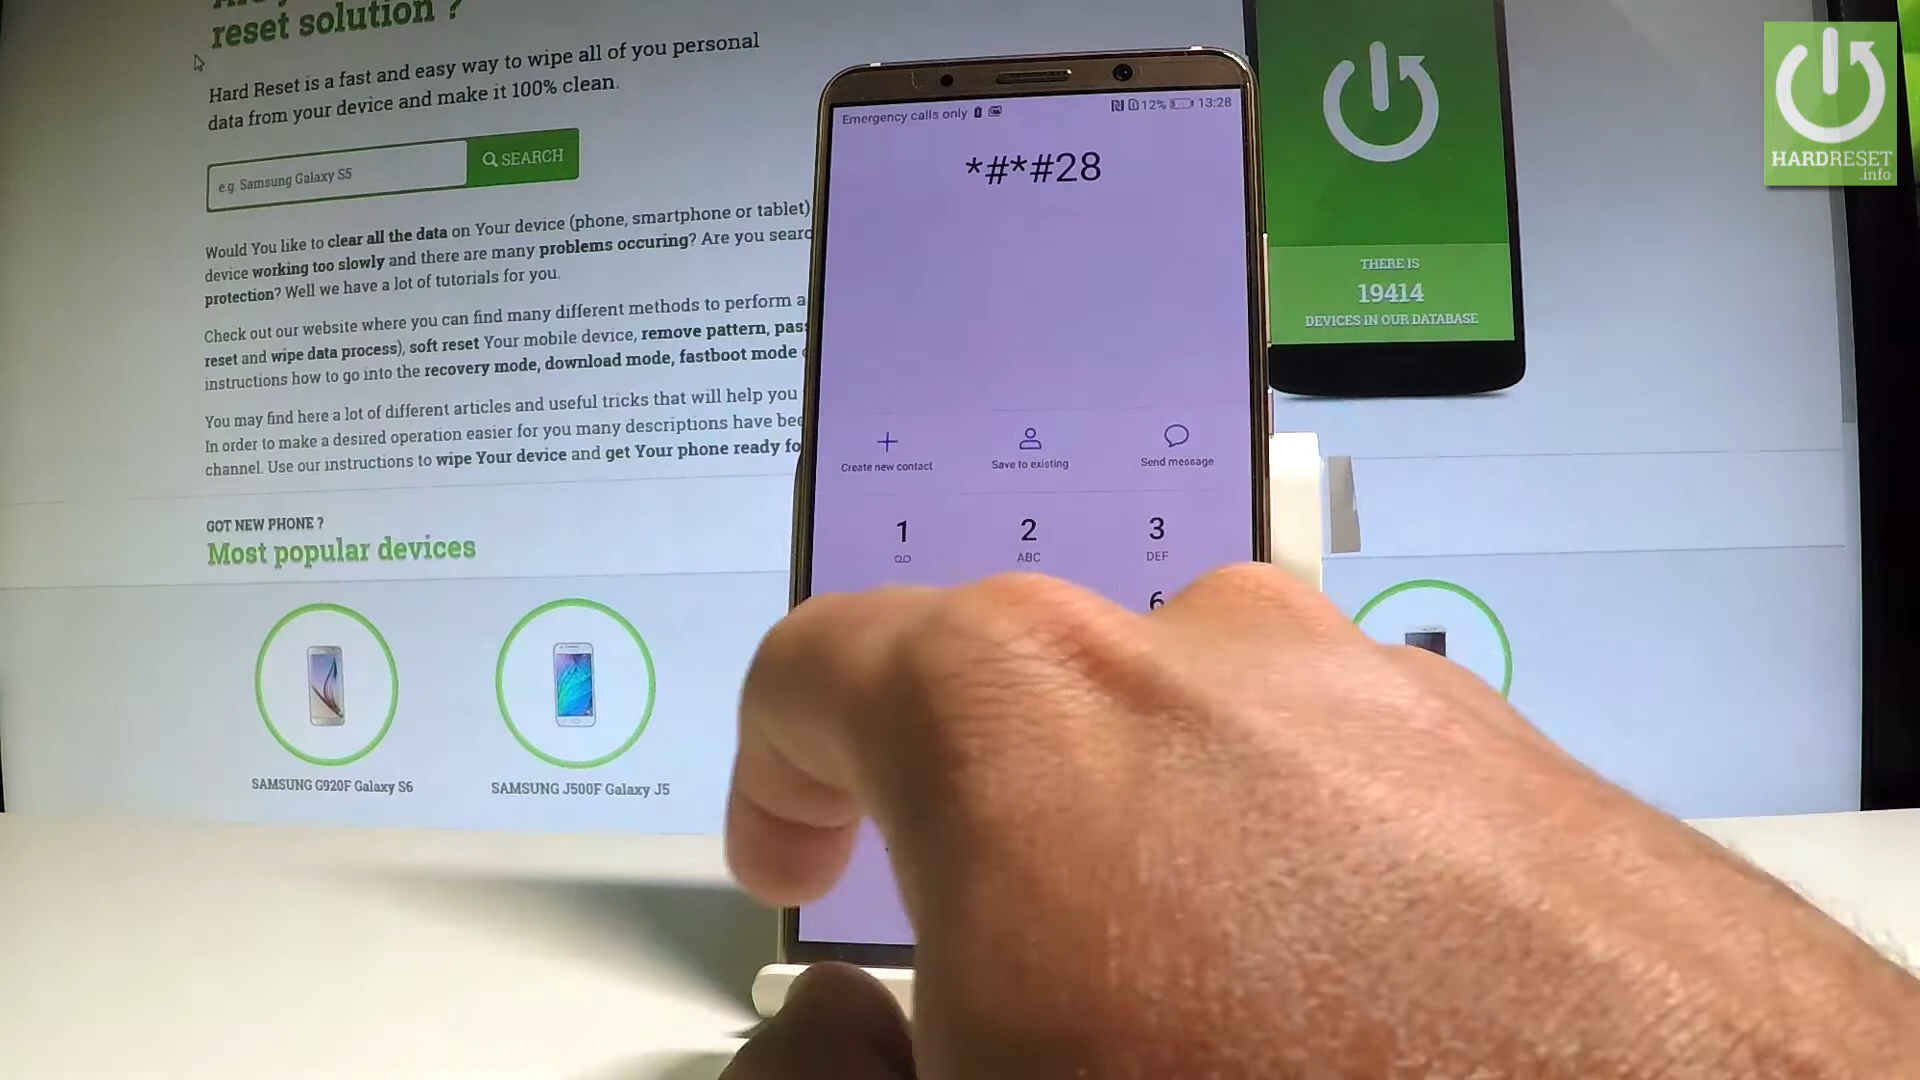 reset solution ?
Hard Reset is a fast and easy way to wipe all of you personal
data from your device and make it 100% clean.
e.g. Samsung Galaxy S5
SEARCH
Would You like to clear all the data on Your device (phone, smartphone or tablet)
device working too slowly and there are many problems occuring? Are you searc
protection? Well we have a lot of tutorials for you.
Check out our website where you can find many different methods to perform a
reset and wipe data process), soft reset Your mobile device, remove pattern, pass
instructions how to go into the recovery mode, download mode, fastboot mode
You may find here a lot of different articles and useful tricks that will help you
In order to make a desired operation easier for you many descriptions have bee
channel. Use our instructions to wipe Your device and get Your phone ready fo
GOT NEW PHONE ?
Most popular devices
SAMSUNG G920F Galaxy S6
SAMSUNG J500F Galaxy J5
Emergency calls only
12% 13:28
*#*#28
Create new contact
Save to existing
Send message
1
2
ABC
3
DEF
6
THERE IS
19414
DEVICES IN OUR DATABASE
HARDRESET
.info